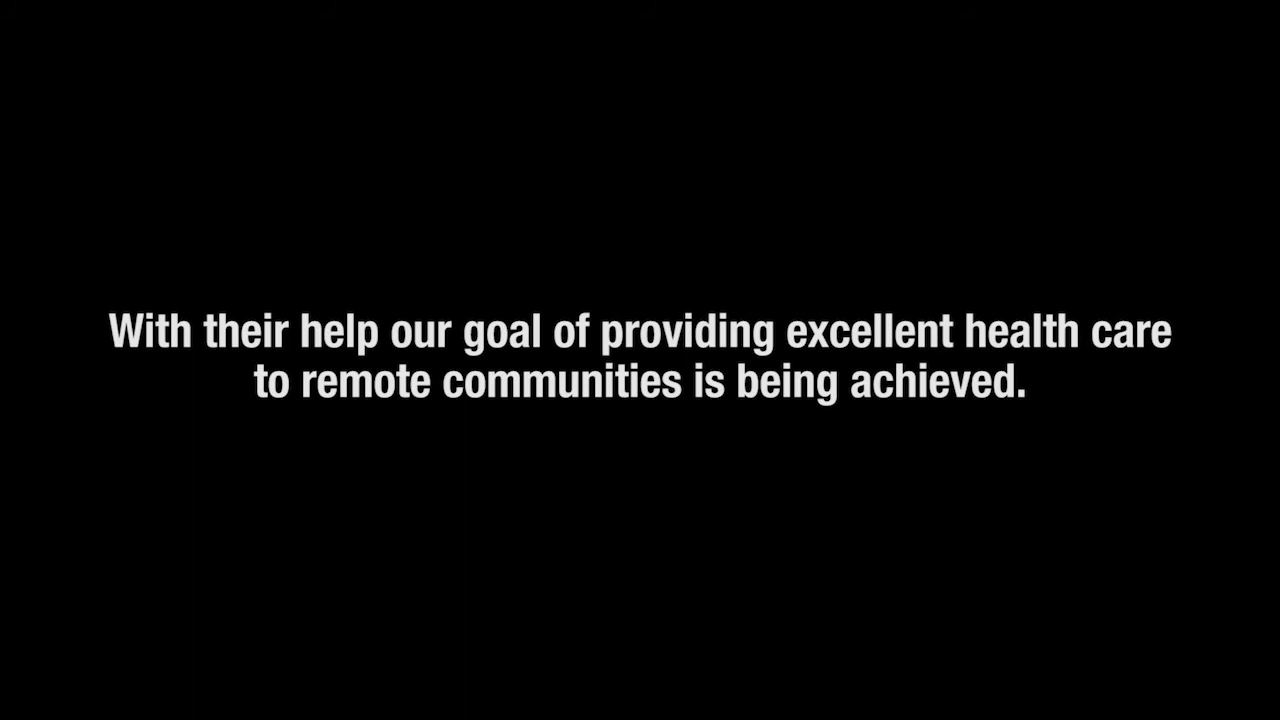 With their help our goal of providing excellent health care
to remote communities is being achieved.